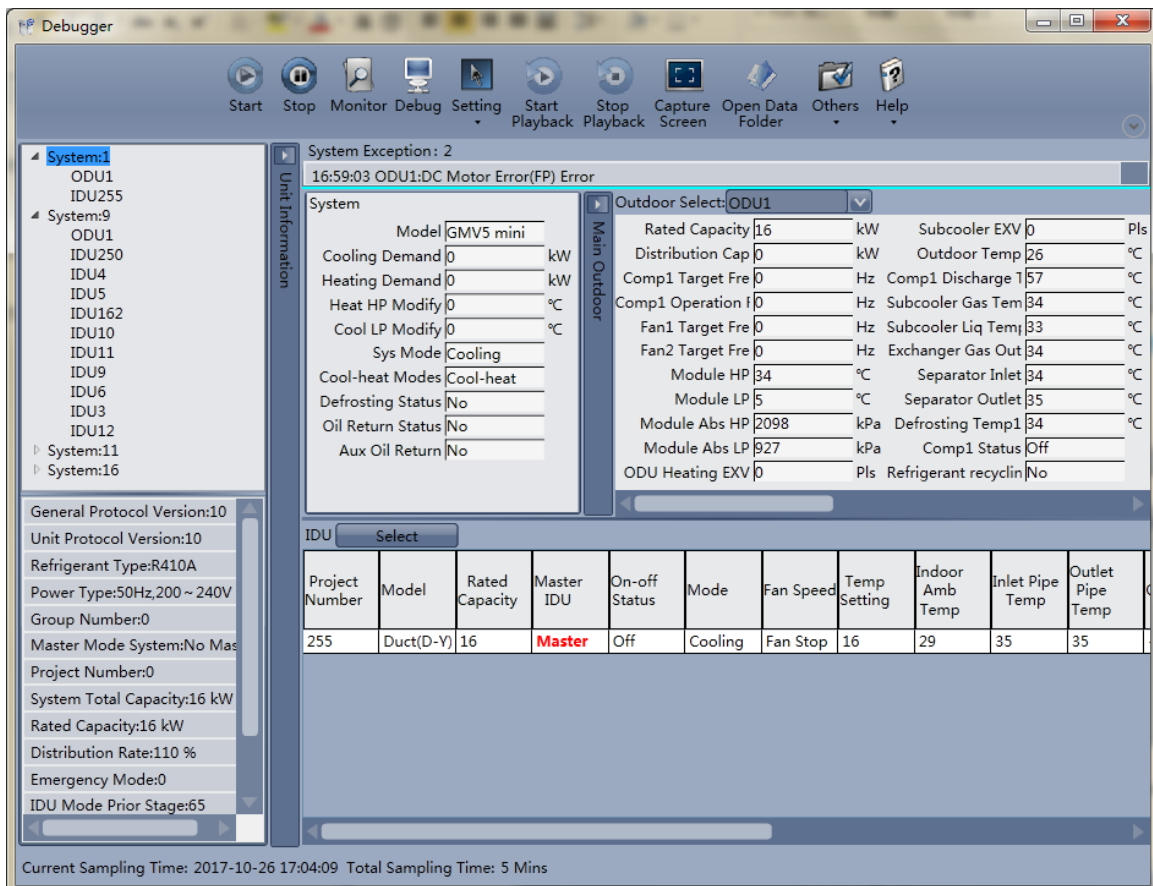 Debugger
Start Stop Monitor Debug Setting Start Playback Stop Playback Capture Screen Open Data Folder Others Help
System:1
ODU1
IDU255
System:9
ODU1
IDU250
IDU4
IDU5
IDU162
IDU10
IDU11
IDU9
IDU6
IDU3
IDU12
System:11
System:16
General Protocol Version:10
Unit Protocol Version:10
Refrigerant Type:R410A
Power Type:50Hz,200~240V
Group Number:0
Master Mode System:No Mas
Project Number:0
System Total Capacity:16 kW
Rated Capacity:16 kW
Distribution Rate:110 %
Emergency Mode:0
IDU Mode Prior Stage:65
Unit Information
System Exception: 2
16:59:03 ODU1:DC Motor Error(FP) Error
System
Model GMV5 mini
Cooling Demand 0 kW
Heating Demand 0 kW
Heat HP Modify 0 ℃
Cool LP Modify 0 ℃
Sys Mode Cooling
Cool-heat Modes Cool-heat
Defrosting Status No
Oil Return Status No
Aux Oil Return No
Main Outdoor
Outdoor Select: ODU1
Rated Capacity 16 kW Subcooler EXV 0 Pls
Distribution Cap 0 kW Outdoor Temp 26 ℃
Comp1 Target Fre 0 Hz Comp1 Discharge T 57 ℃
Comp1 Operation F 0 Hz Subcooler Gas Tem 34 ℃
Fan1 Target Fre 0 Hz Subcooler Liq Temp 33 ℃
Fan2 Target Fre 0 Hz Exchanger Gas Out 34 ℃
Module HP 34 ℃ Separator Inlet 34 ℃
Module LP 5 ℃ Separator Outlet 35 ℃
Module Abs HP 2098 kPa Defrosting Temp1 34 ℃
Module Abs LP 927 kPa Comp1 Status Off
ODU Heating EXV 0 Pls Refrigerant recyclin No
IDU Select
Project Number Model Rated Capacity Master IDU On-off Status Mode Fan Speed Temp Setting Indoor Amb Temp Inlet Pipe Temp Outlet Pipe Temp
255 Duct(D-Y) 16 Master Off Cooling Fan Stop 16 29 35 35
Current Sampling Time: 2017-10-26 17:04:09 Total Sampling Time: 5 Mins